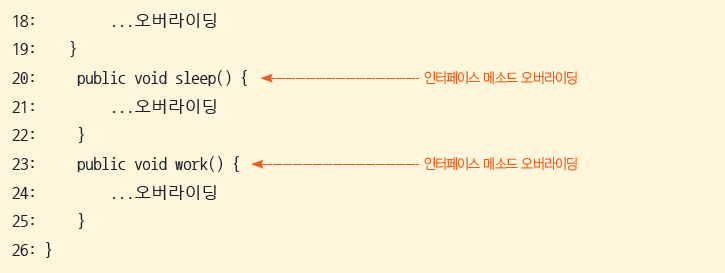 18:         ...오버라이딩
19:    }
20:     public void sleep() { 인터페이스 메소드 오버라이딩
21:         ...오버라이딩
22:     }
23:     public void work() { 인터페이스 메소드 오버라이딩
24:         ...오버라이딩
25:     }
26: }